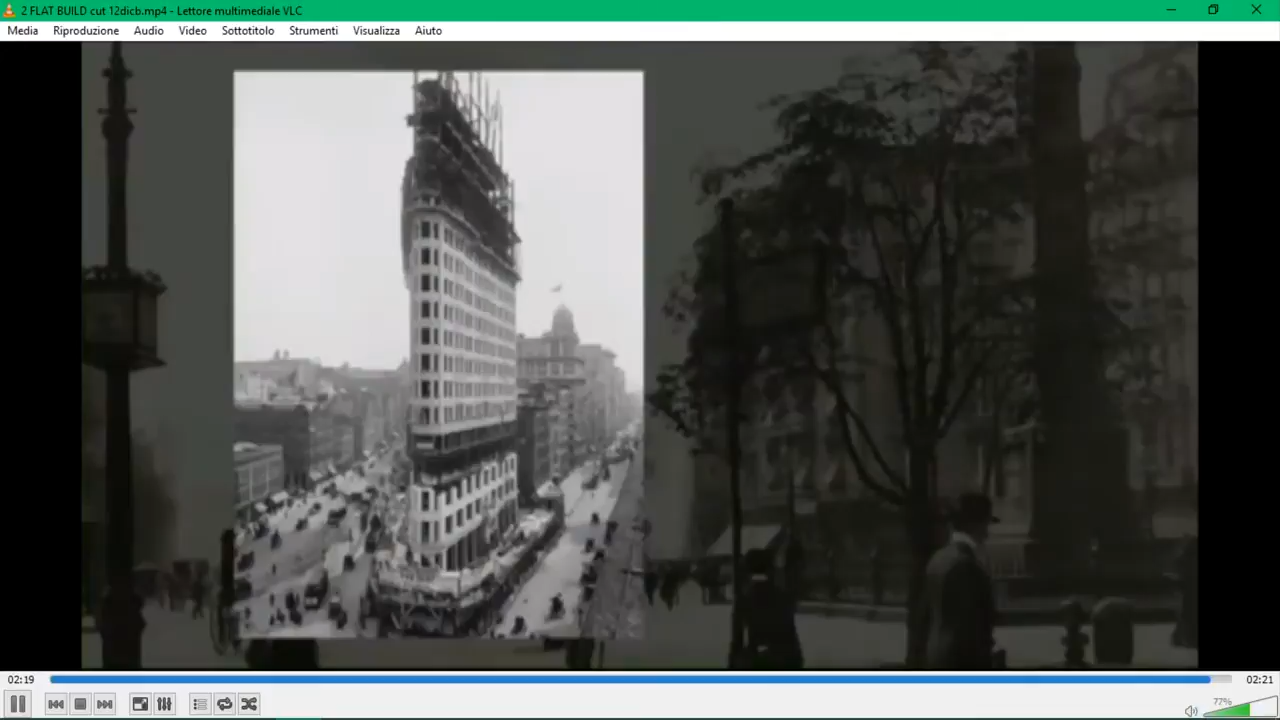 2 FLAT BUILD cut 12dicb.mp4 - Lettore multimediale VLC
Media Riproduzione Audio Video Sottotitolo Strumenti Visualizza Aiuto
02:19 02:21
77%